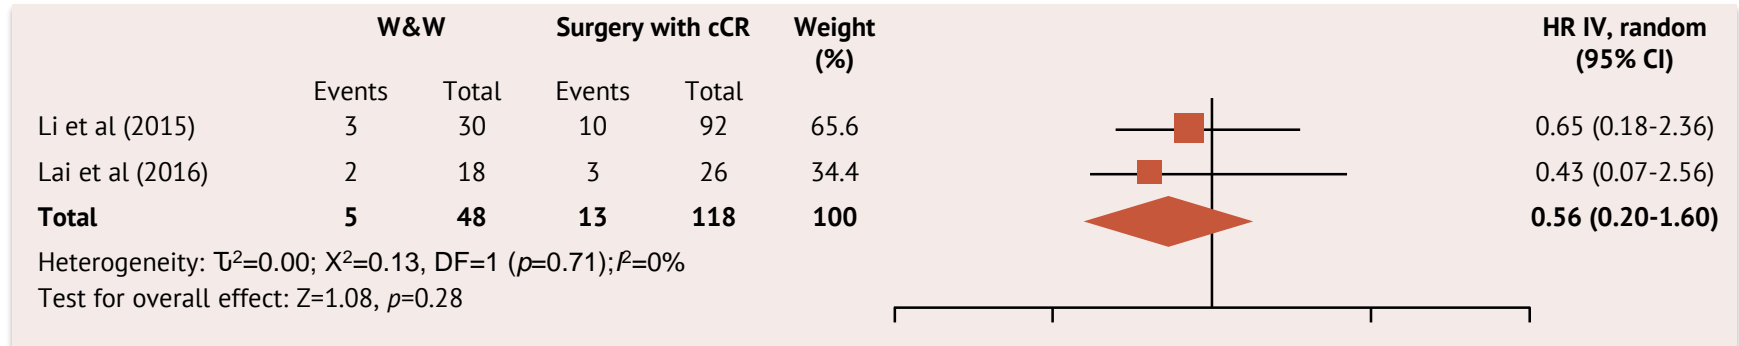 W&W Surgery with cCR Weight (%) HR IV, random (95% CI)
Events Total Events Total
Li et al (2015) 3 30 10 92 65.6 0.65 (0.18-2.36)
Lai et al (2016) 2 18 3 26 34.4 0.43 (0.07-2.56)
Total 5 48 13 118 100 0.56 (0.20-1.60)
Heterogeneity: Ʈ²=0.00; X²=0.13, DF=1 (p=0.71);I²=0%
Test for overall effect: Z=1.08, p=0.28